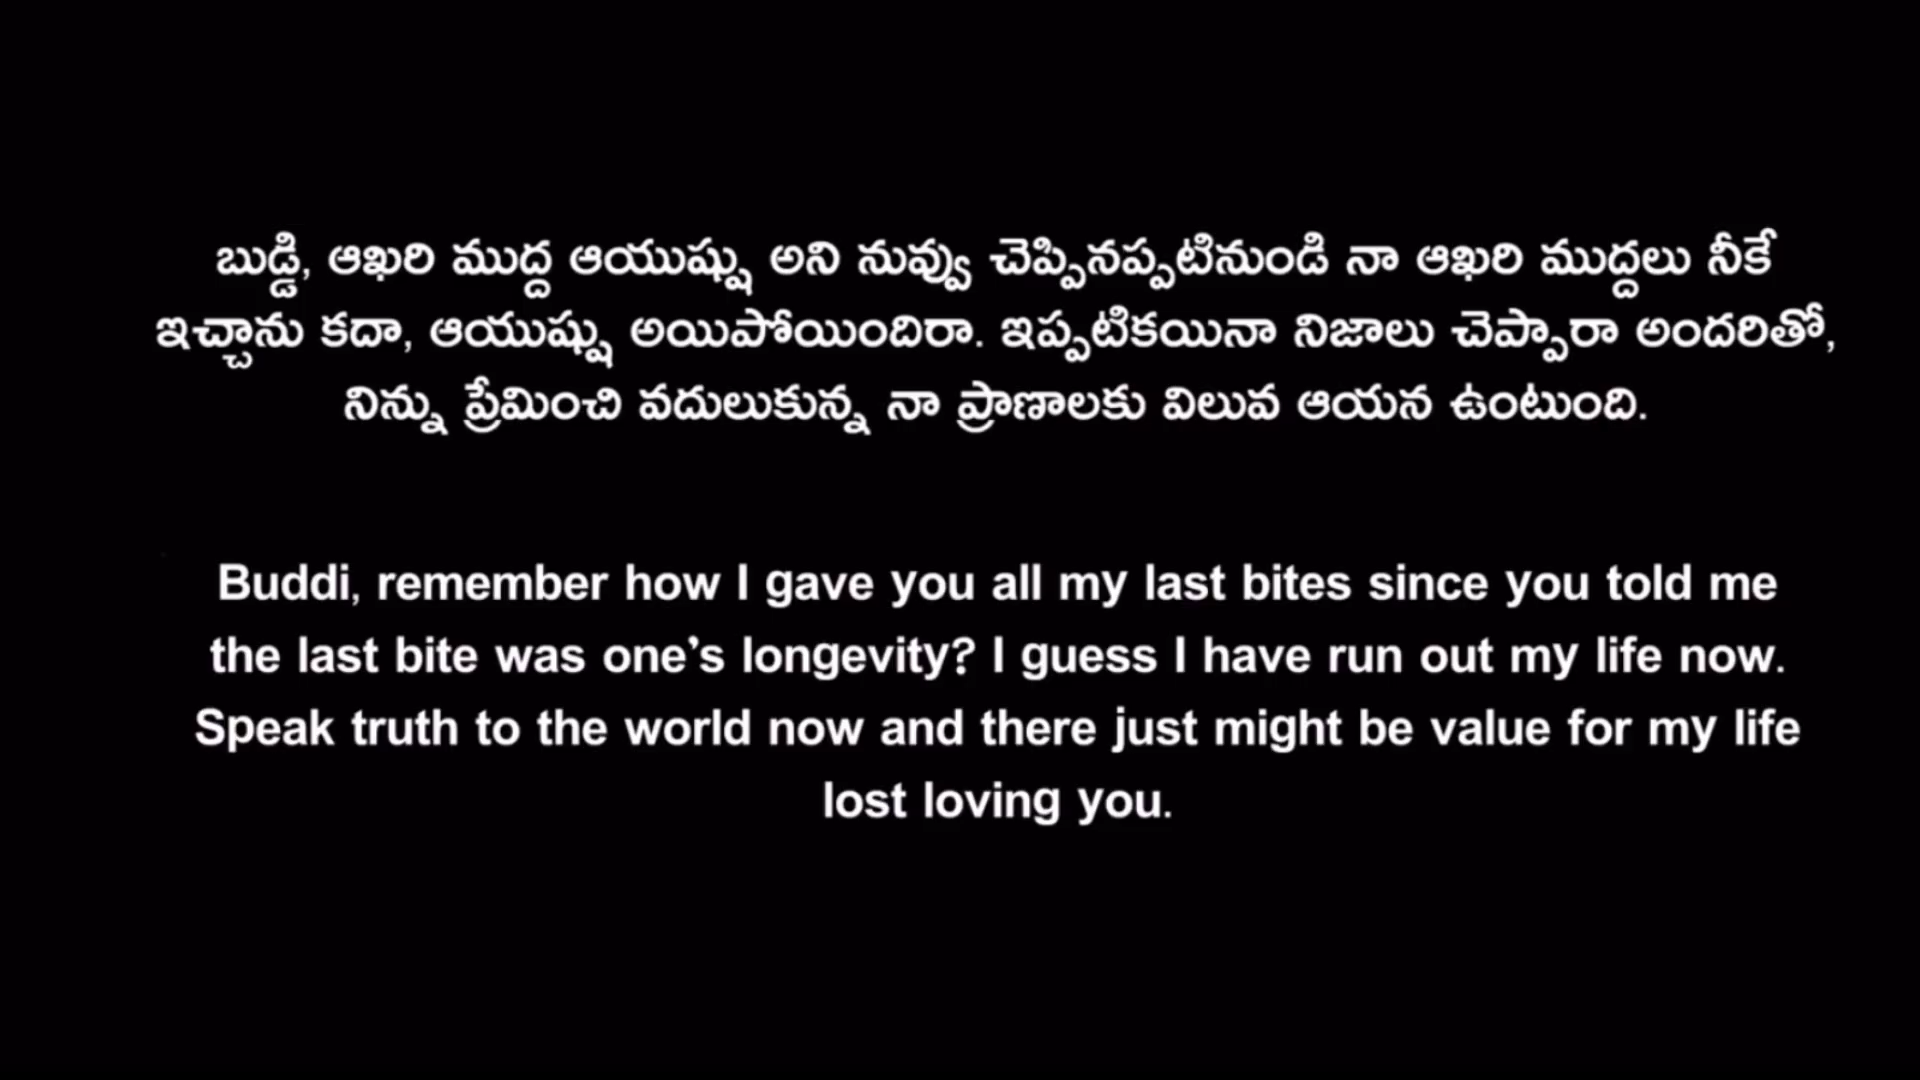 బుడ్డి, ఆఖరి ముద్ద ఆయుష్షు అని నువ్వు చెప్పినప్పటినుండి నా ఆఖరి ముద్దలు నీకే
ఇచ్చాను కదా, ఆయుష్షు అయిపోయిందిరా. ఇప్పటికయినా నిజాలు చెప్పారా అందరితో,
నిన్ను ప్రేమించి వదులుకున్న నా ప్రాణాలకు విలువ ఆయన ఉంటుంది.
Buddi, remember how I gave you all my last bites since you told me
the last bite was one’s longevity? I guess I have run out my life now.
Speak truth to the world now and there just might be value for my life
lost loving you.